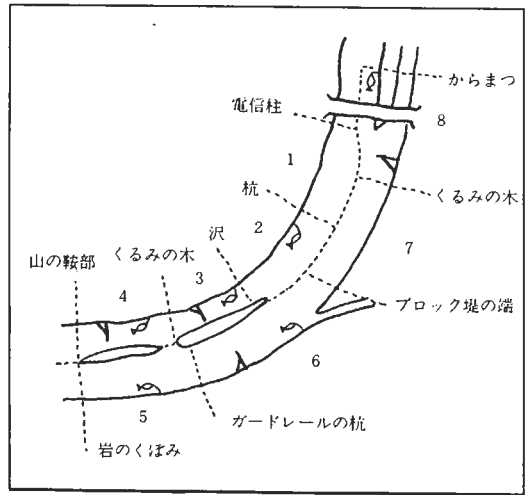 からまつ
電信柱
8
1
くるみの木
杭
2
7
沢
くるみの木
山の鞍部
3
4
ブロック堤の端
6
5
ガードレールの杭
岩のくぼみ